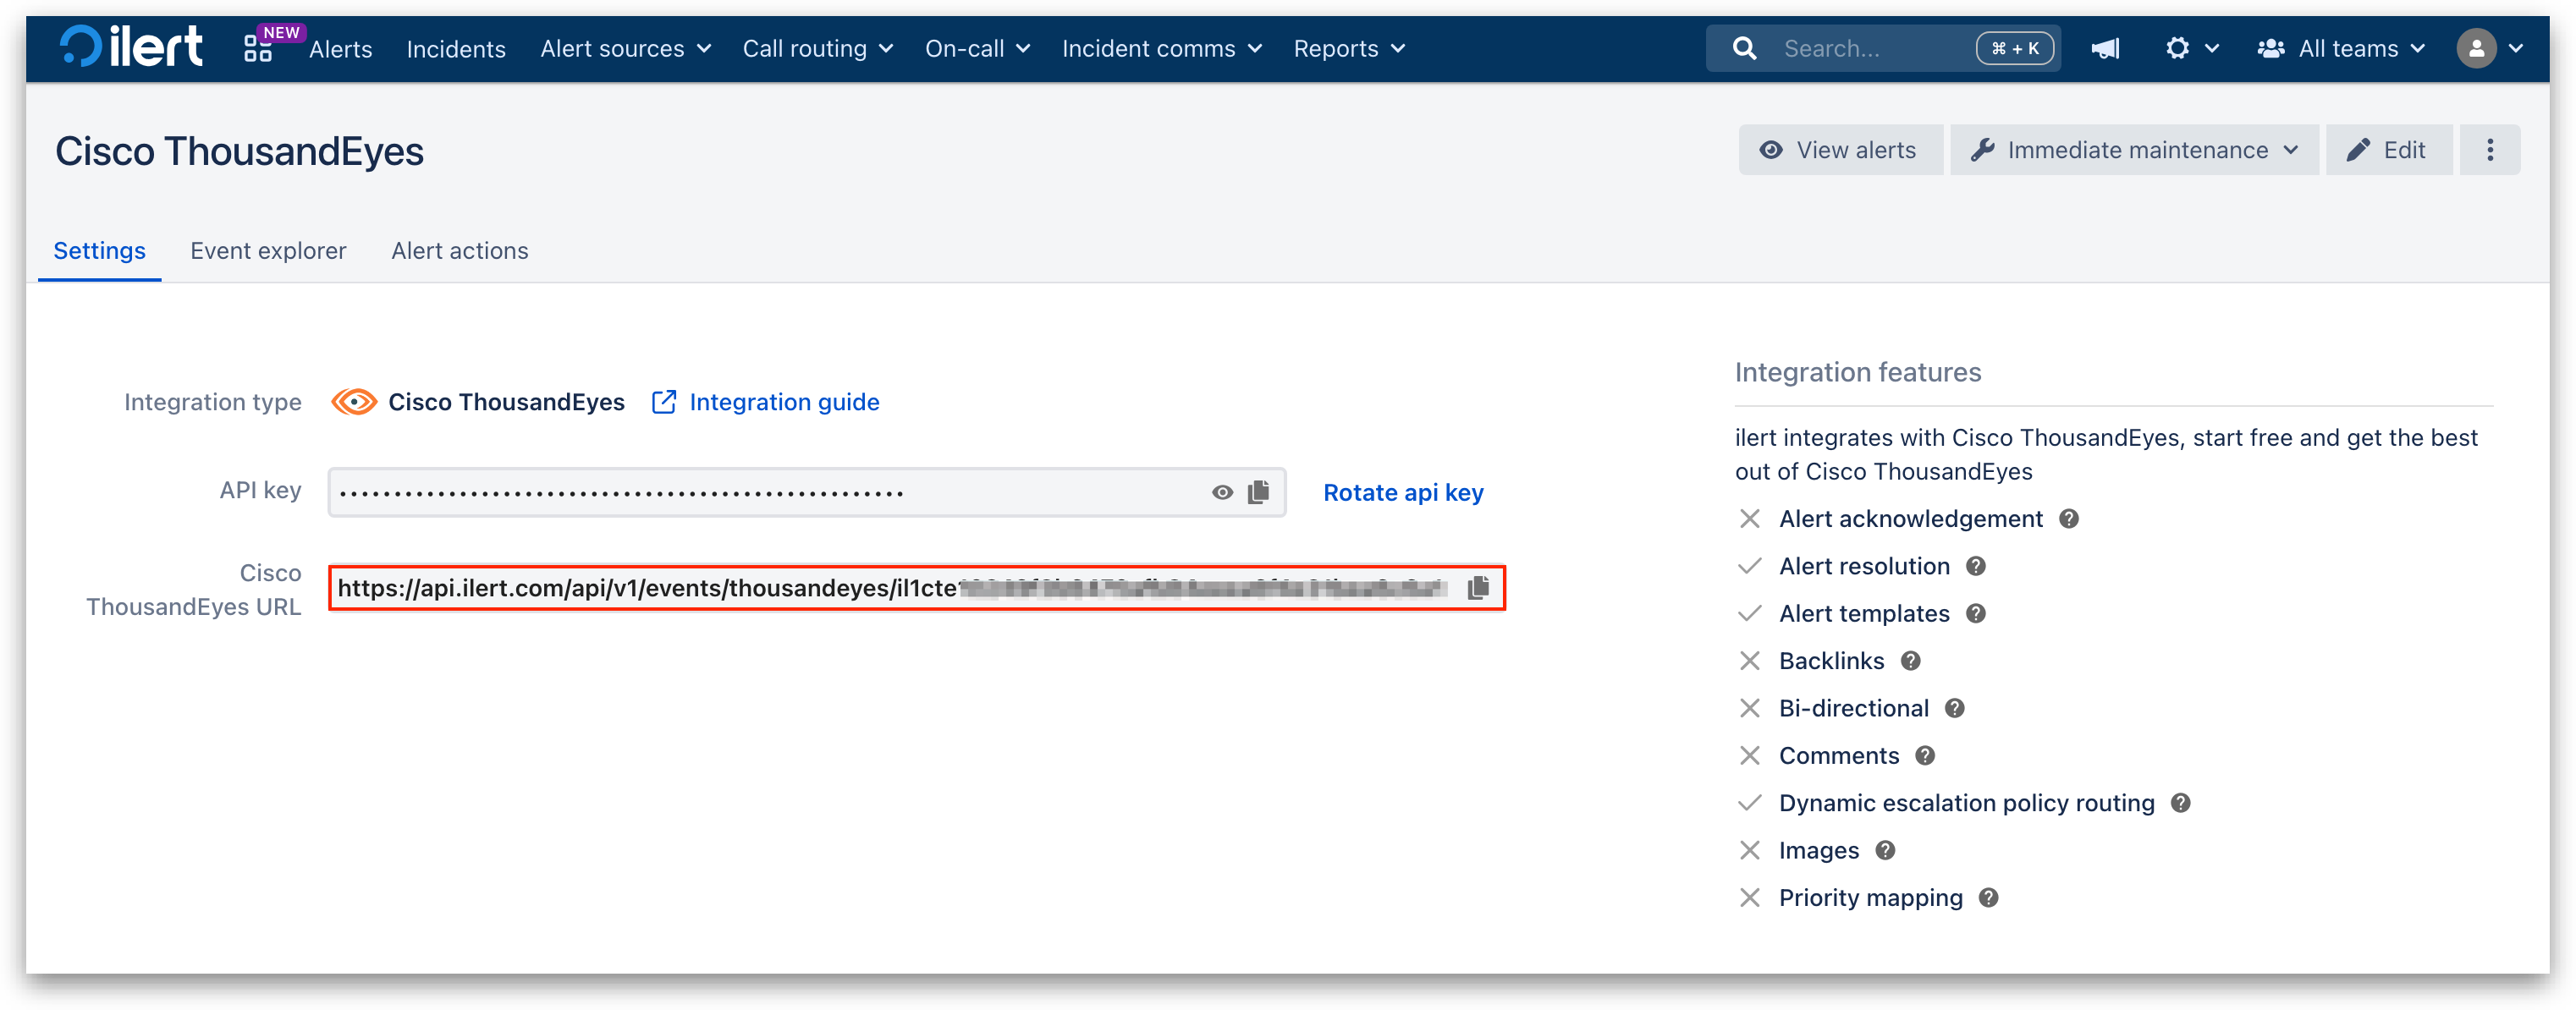 ilert NEW Alerts Incidents Alert sources Call routing On-call Incident comms Reports Search... ⌘ + K All teams
Cisco ThousandEyes View alerts Immediate maintenance Edit
Settings Event explorer Alert actions
Integration type Cisco ThousandEyes Integration guide
API key •••••••••••••••••••••••••••••••••••••••••••••••••••• Rotate api key
Cisco
ThousandEyes URL
https://api.ilert.com/api/v1/events/thousandeyes/il1cte
Integration features
ilert integrates with Cisco ThousandEyes, start free and get the best
out of Cisco ThousandEyes
Alert acknowledgement
Alert resolution
Alert templates
Backlinks
Bi-directional
Comments
Dynamic escalation policy routing
Images
Priority mapping